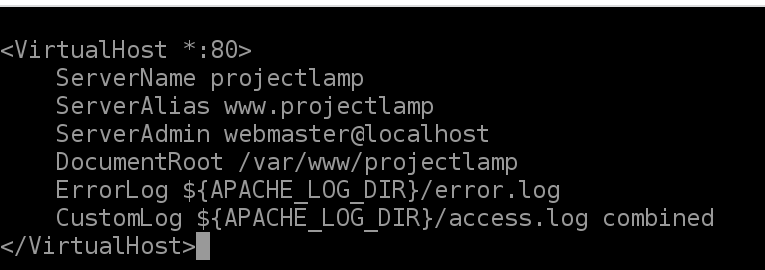 <VirtualHost *:80>
    ServerName projectlamp
    ServerAlias www.projectlamp
    ServerAdmin webmaster@localhost
    DocumentRoot /var/www/projectlamp
    ErrorLog ${APACHE_LOG_DIR}/error.log
    CustomLog ${APACHE_LOG_DIR}/access.log combined
</VirtualHost>